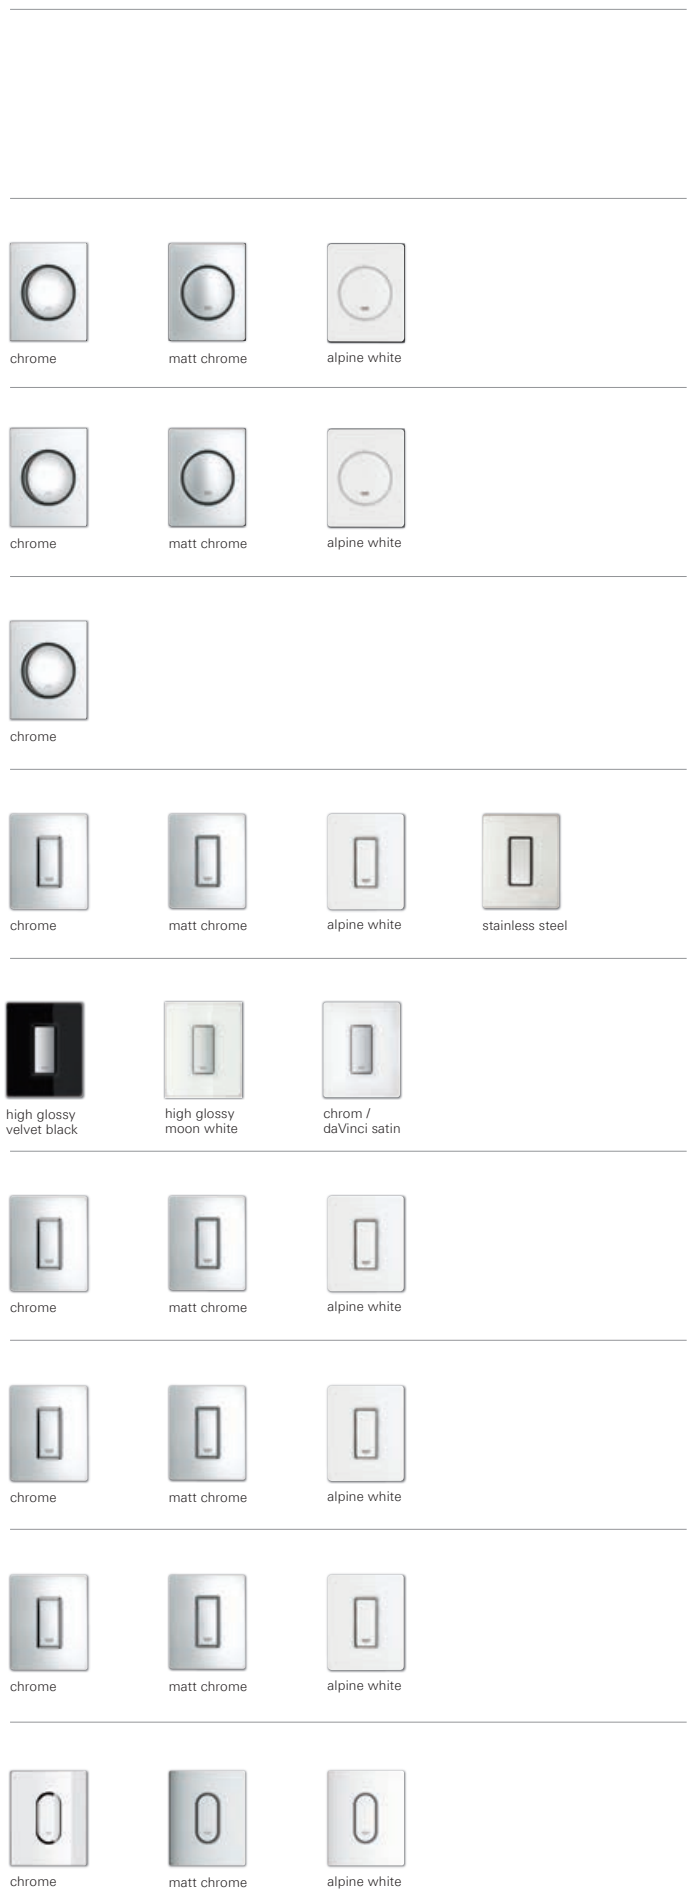 chrome
matt chrome
alpine white
chrome
matt chrome
alpine white
chrome
chrome
matt chrome
alpine white
stainless steel
high glossy
velvet black
high glossy
moon white
chrom /
daVinci satin
chrome
matt chrome
alpine white
chrome
matt chrome
alpine white
chrome
matt chrome
alpine white
chrome
matt chrome
alpine white